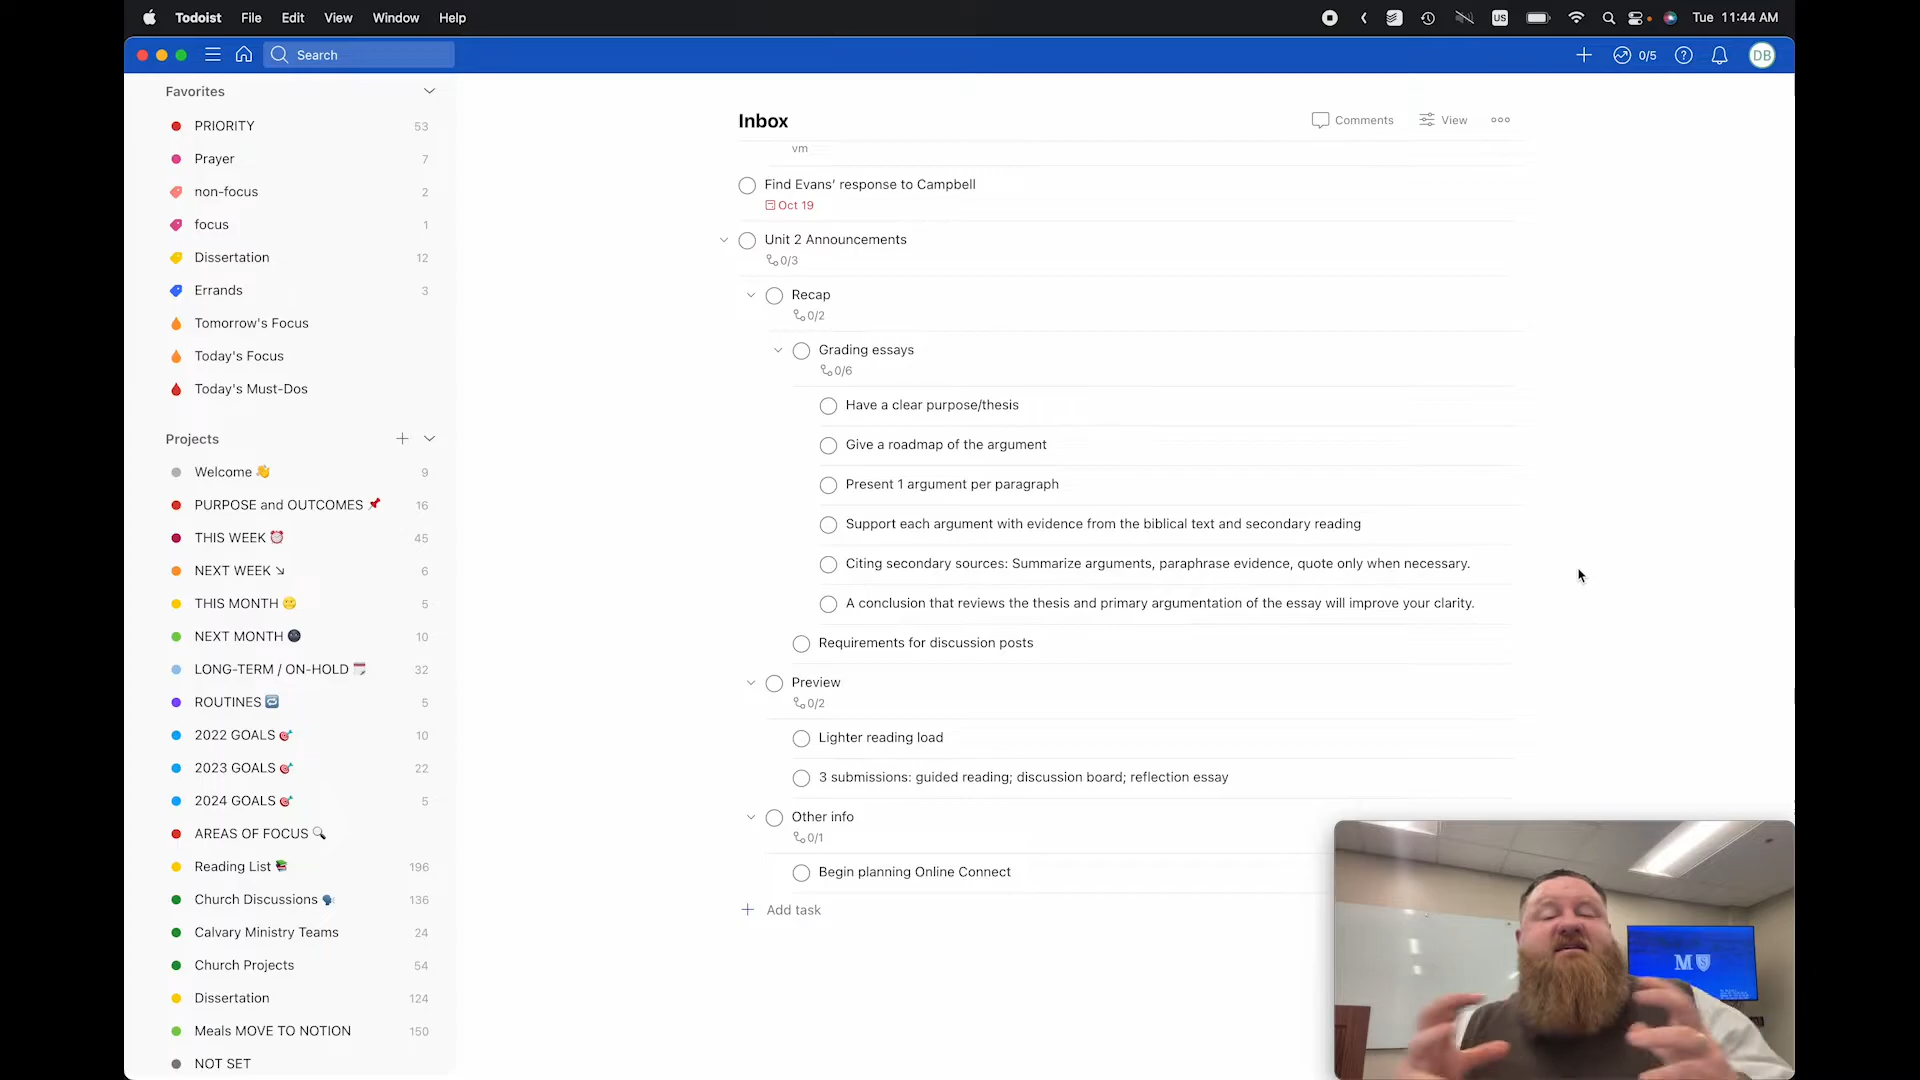 Todoist File Edit View Window Help
US
Tue 11:44 AM
Search
0/5
DB
Favorites
PRIORITY 53
Prayer 7
non-focus 2
focus 1
Dissertation 12
Errands 3
Tomorrow's Focus
Today's Focus
Today's Must-Dos
Projects
Welcome 👋 9
PURPOSE and OUTCOMES 📌 16
THIS WEEK ⏰ 45
NEXT WEEK ↘ 6
THIS MONTH 🌝 5
NEXT MONTH 🌚 10
LONG-TERM / ON-HOLD 🗓 32
ROUTINES 🔁 5
2022 GOALS 🎯 10
2023 GOALS 🎯 22
2024 GOALS 🎯 5
AREAS OF FOCUS 🔍
Reading List 📚 196
Church Discussions 🗣 136
Calvary Ministry Teams 24
Church Projects 54
Dissertation 124
Meals MOVE TO NOTION 150
NOT SET
Inbox
Comments View
vm
Find Evans' response to Campbell
Oct 19
Unit 2 Announcements
0/3
Recap
0/2
Grading essays
0/6
Have a clear purpose/thesis
Give a roadmap of the argument
Present 1 argument per paragraph
Support each argument with evidence from the biblical text and secondary reading
Citing secondary sources: Summarize arguments, paraphrase evidence, quote only when necessary.
A conclusion that reviews the thesis and primary argumentation of the essay will improve your clarity.
Requirements for discussion posts
Preview
0/2
Lighter reading load
3 submissions: guided reading; discussion board; reflection essay
Other info
0/1
Begin planning Online Connect
Add task
M S